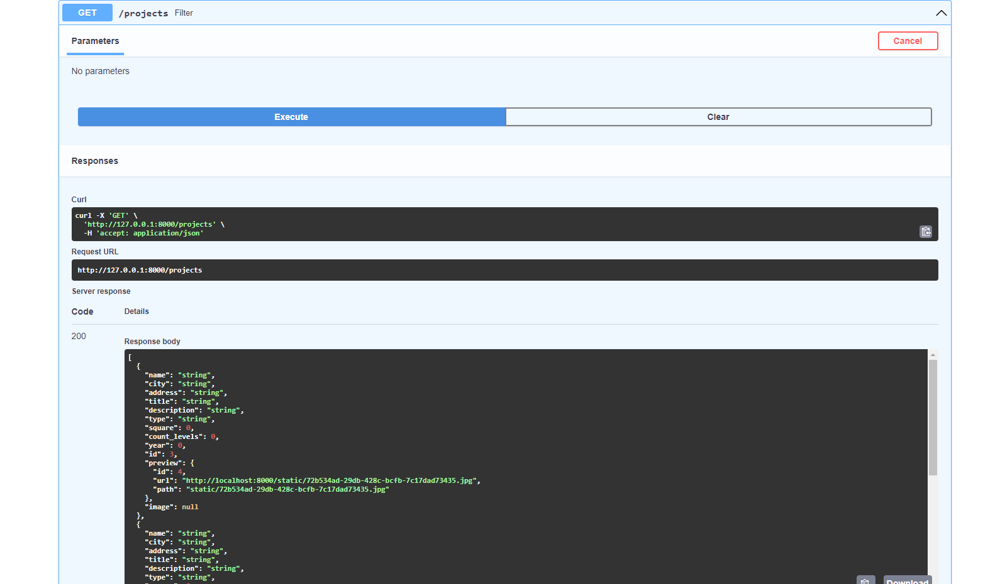 GET /projects Filter
Parameters
Cancel
No parameters
Execute
Clear
Responses
Curl
curl -X 'GET' \
  'http://127.0.0.1:8000/projects' \
  -H 'accept: application/json'
Request URL
http://127.0.0.1:8000/projects
Server response
Code Details
200
Response body
[
  {
    "name": "string",
    "city": "string",
    "address": "string",
    "title": "string",
    "description": "string",
    "type": "string",
    "square": 0,
    "count_levels": 0,
    "year": 0,
    "id": 3,
    "preview": {
      "id": 4,
      "url": "http://localhost:8000/static/72b534ad-29db-428c-bcfb-7c17dad73435.jpg",
      "path": "static/72b534ad-29db-428c-bcfb-7c17dad73435.jpg"
    },
    "image": null
  },
  {
    "name": "string",
    "city": "string",
    "address": "string",
    "title": "string",
    "description": "string",
    "type": "string",
Download